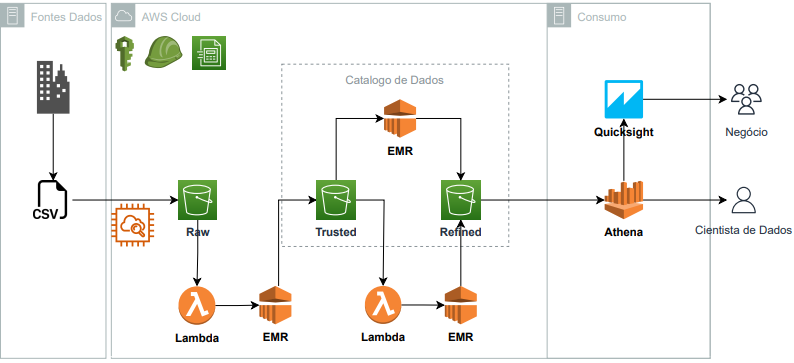 Fontes Dados
AWS Cloud
Consumo
Catalogo de Dados
EMR
Quicksight
Negócio
CSV
Raw
Trusted
Refined
Athena
Cientista de Dados
Lambda
EMR
Lambda
EMR